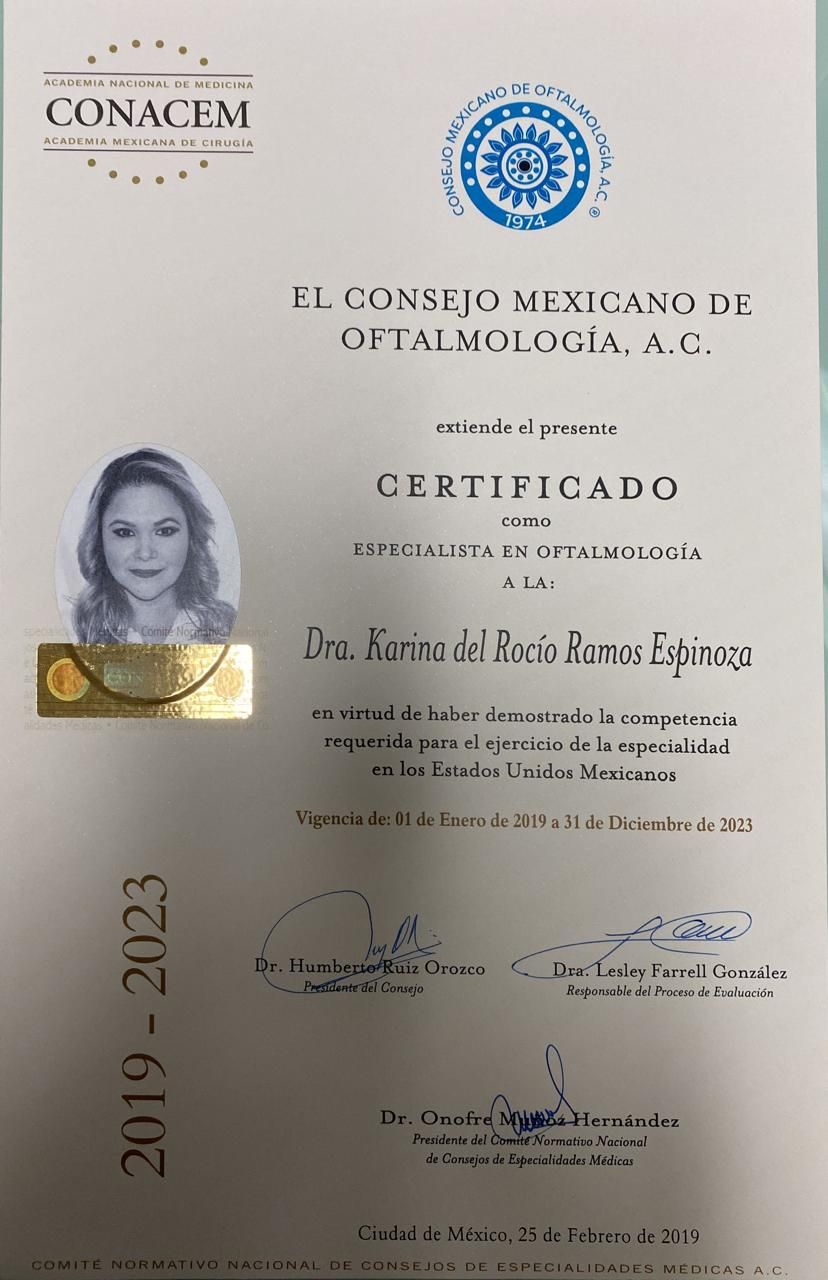 ACADEMIA NACIONAL DE MEDICINA
CONACEM
ACADEMIA MEXICANA DE CIRUGÍA
CONSEJO MEXICANO DE OFTALMOLOGÍA, A.C. ®
1974
EL CONSEJO MEXICANO DE
OFTALMOLOGÍA, A.C.
extiende el presente
CERTIFICADO
como
ESPECIALISTA EN OFTALMOLOGÍA
A LA:
Dra. Karina del Rocío Ramos Espinoza
en virtud de haber demostrado la competencia
requerida para el ejercicio de la especialidad
en los Estados Unidos Mexicanos
Vigencia de: 01 de Enero de 2019 a 31 de Diciembre de 2023
Comité Normativo
2019 - 2023
Dr. Humberto Ruiz Orozco
Presidente del Consejo
Dra. Lesley Farrell González
Responsable del Proceso de Evaluación
Dr. Onofre Muñoz Hernández
Presidente del Comité Normativo Nacional
de Consejos de Especialidades Médicas
Ciudad de México, 25 de Febrero de 2019
COMITÉ NORMATIVO NACIONAL DE CONSEJOS DE ESPECIALIDADES MÉDICAS A.C.